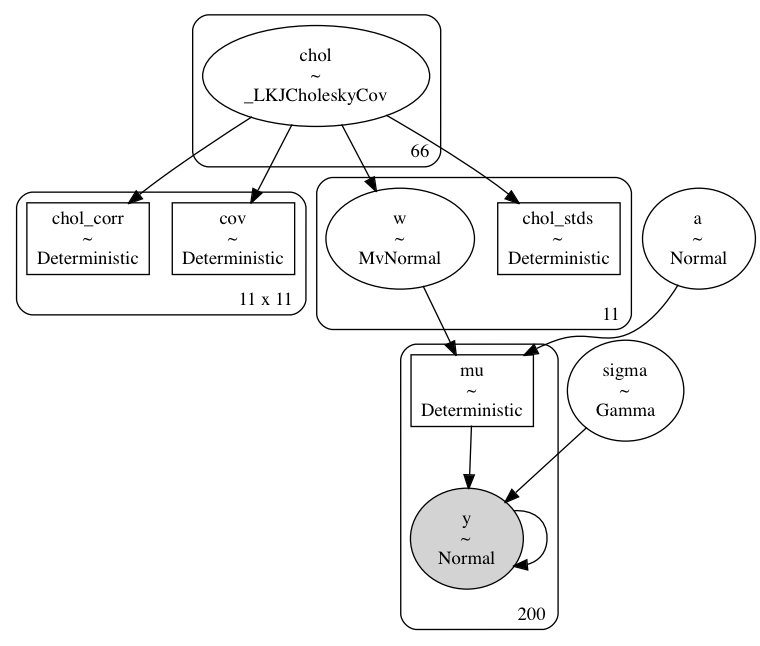 chol
~
_LKJCholeskyCov
66
chol_corr
~
Deterministic
cov
~
Deterministic
11 x 11
w
~
MvNormal
chol_stds
~
Deterministic
11
a
~
Normal
mu
~
Deterministic
sigma
~
Gamma
y
~
Normal
200